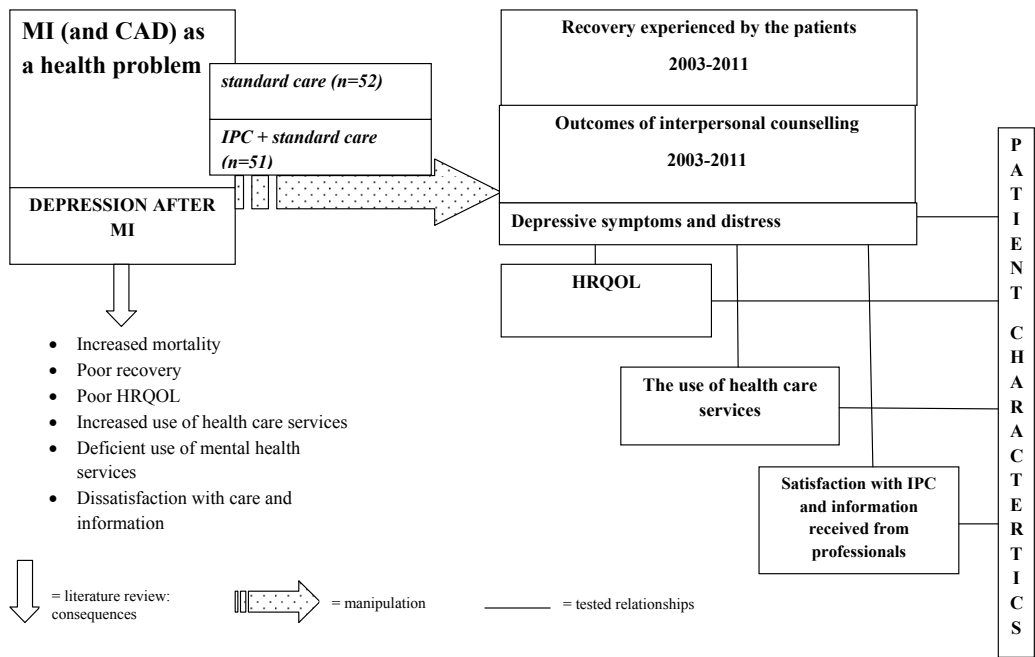 MI (and CAD) as
a health problem
standard care (n=52)
IPC + standard care
(n=51)
DEPRESSION AFTER
MI
• Increased mortality
• Poor recovery
• Poor HRQOL
• Increased use of health care services
• Deficient use of mental health
services
• Dissatisfaction with care and
information
Recovery experienced by the patients
2003-2011
Outcomes of interpersonal counselling
2003-2011
Depressive symptoms and distress
HRQOL
The use of health care
services
Satisfaction with IPC
and information
received from
professionals
P
A
T
I
E
N
T
C
H
A
R
A
C
T
E
R
T
I
C
S
= literature review:
consequences
= manipulation
= tested relationships